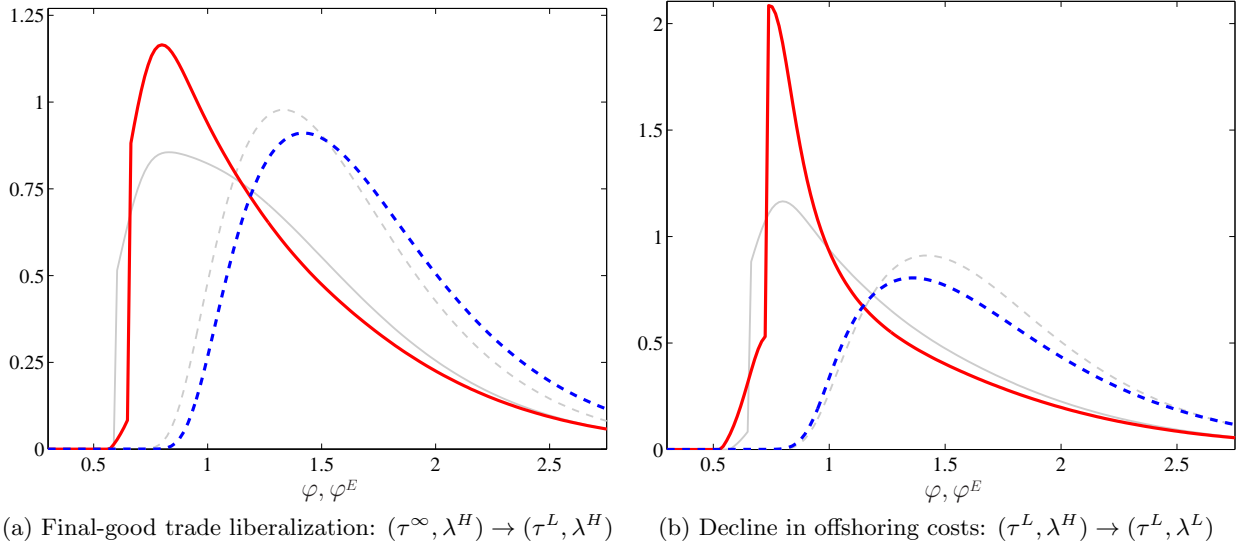 1.25
1
0.75
0.5
0.25
0
0.5 1 1.5 2 2.5
φ, φ^E
(a) Final-good trade liberalization: (τ^∞, λ^H) → (τ^L, λ^H)
2
1.5
1
0.5
0
0.5 1 1.5 2 2.5
φ, φ^E
(b) Decline in offshoring costs: (τ^L, λ^H) → (τ^L, λ^L)